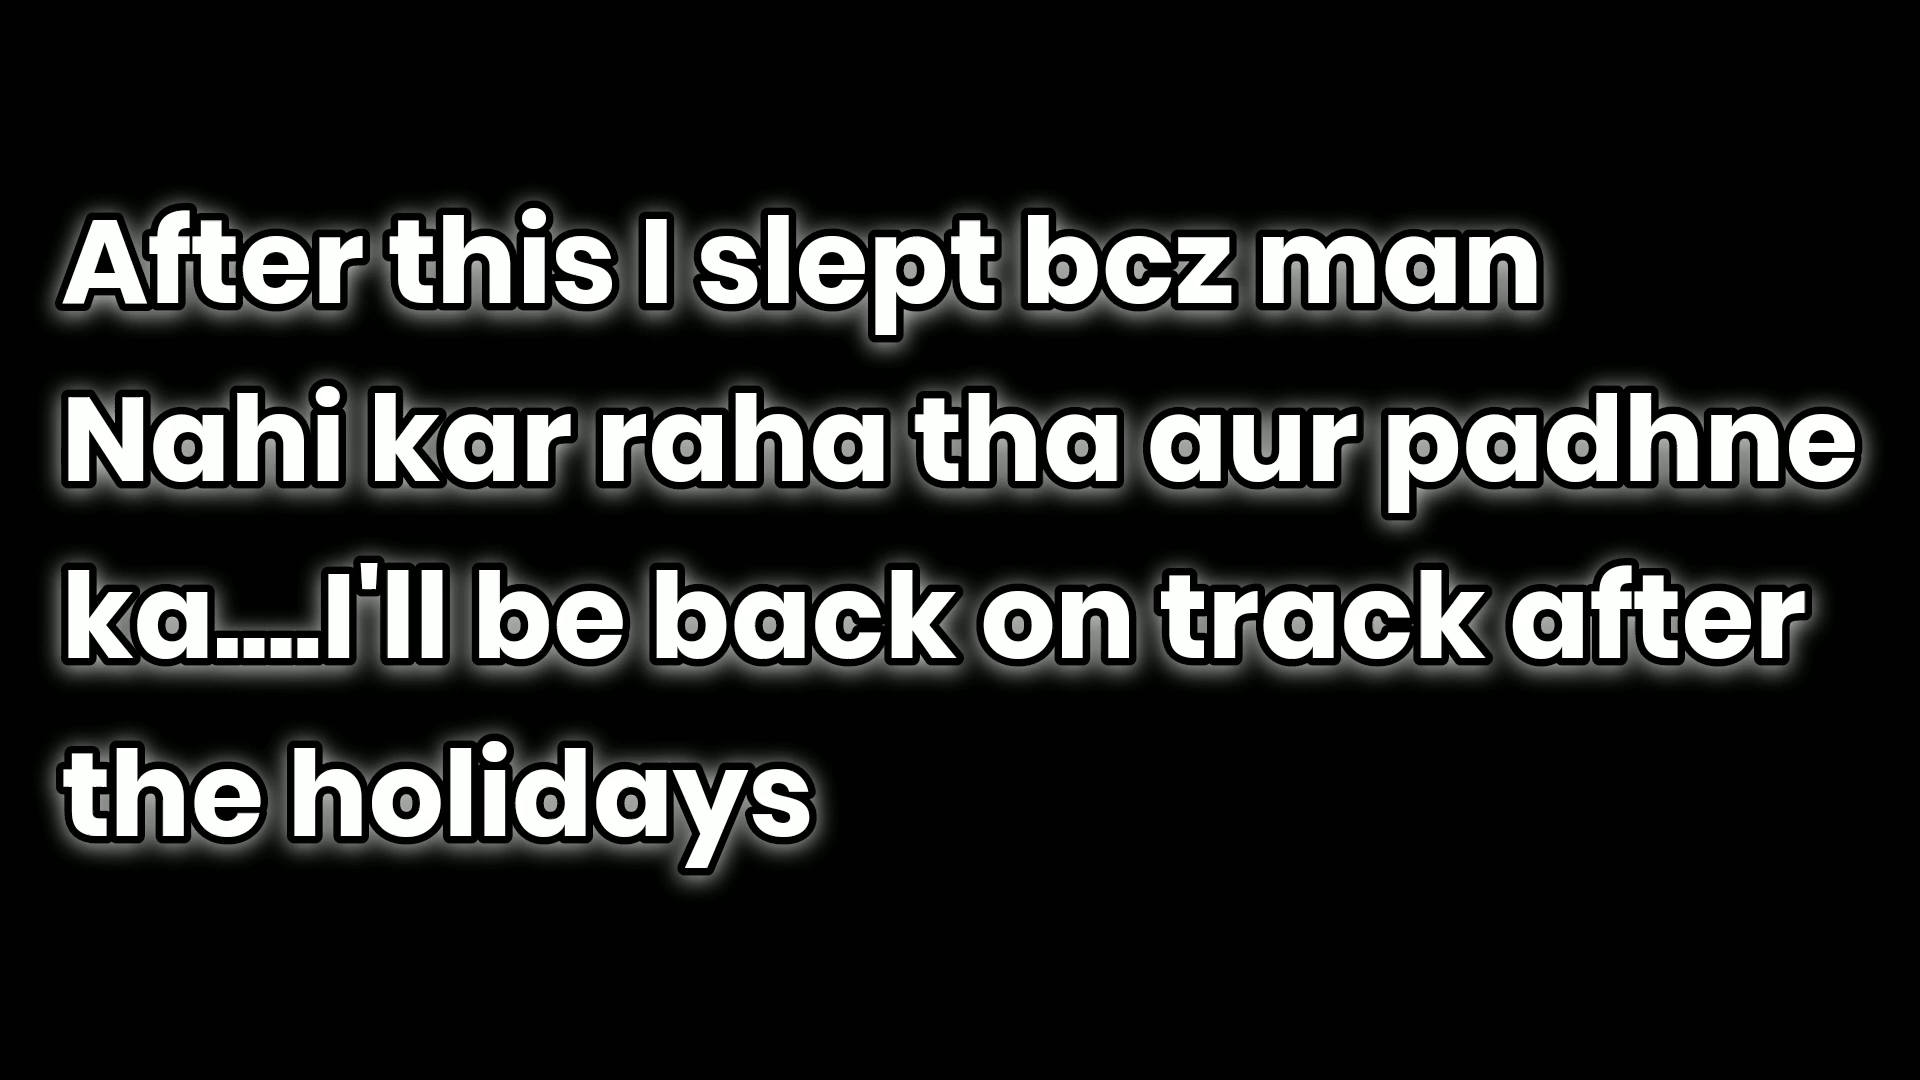 After this I slept bcz man
Nahi kar raha tha aur padhne
ka....I'll be back on track after
the holidays